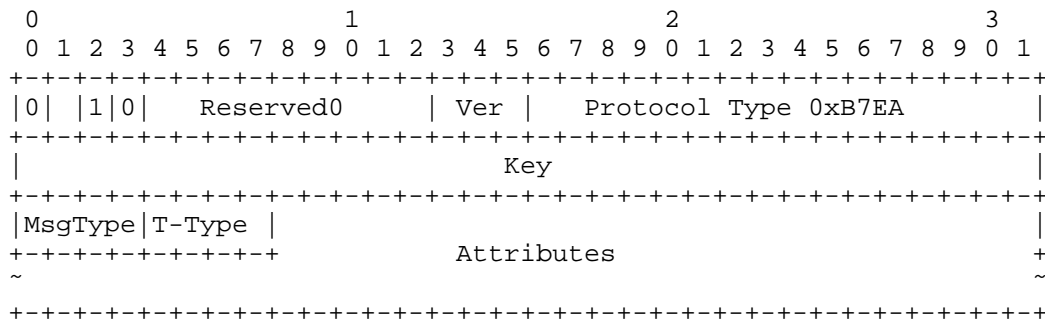 0                   1                   2                   3
 0 1 2 3 4 5 6 7 8 9 0 1 2 3 4 5 6 7 8 9 0 1 2 3 4 5 6 7 8 9 0 1
+-+-+-+-+-+-+-+-+-+-+-+-+-+-+-+-+-+-+-+-+-+-+-+-+-+-+-+-+-+-+-+-+
|0| |1|0|   Reserved0     | Ver |   Protocol Type 0xB7EA        |
+-+-+-+-+-+-+-+-+-+-+-+-+-+-+-+-+-+-+-+-+-+-+-+-+-+-+-+-+-+-+-+-+
|                              Key                              |
+-+-+-+-+-+-+-+-+-+-+-+-+-+-+-+-+-+-+-+-+-+-+-+-+-+-+-+-+-+-+-+-+
|MsgType|T-Type |                                               |
+-+-+-+-+-+-+-+-+           Attributes                          +
~                                                               ~
+-+-+-+-+-+-+-+-+-+-+-+-+-+-+-+-+-+-+-+-+-+-+-+-+-+-+-+-+-+-+-+-+